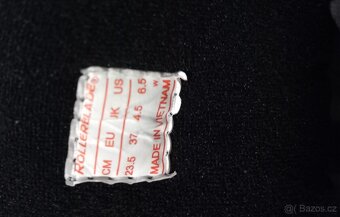 ROLLERBLADE®
CM EU UK US
23.5 37 4.5 6.5 W
MADE IN VIETNAM
Bazos.cz